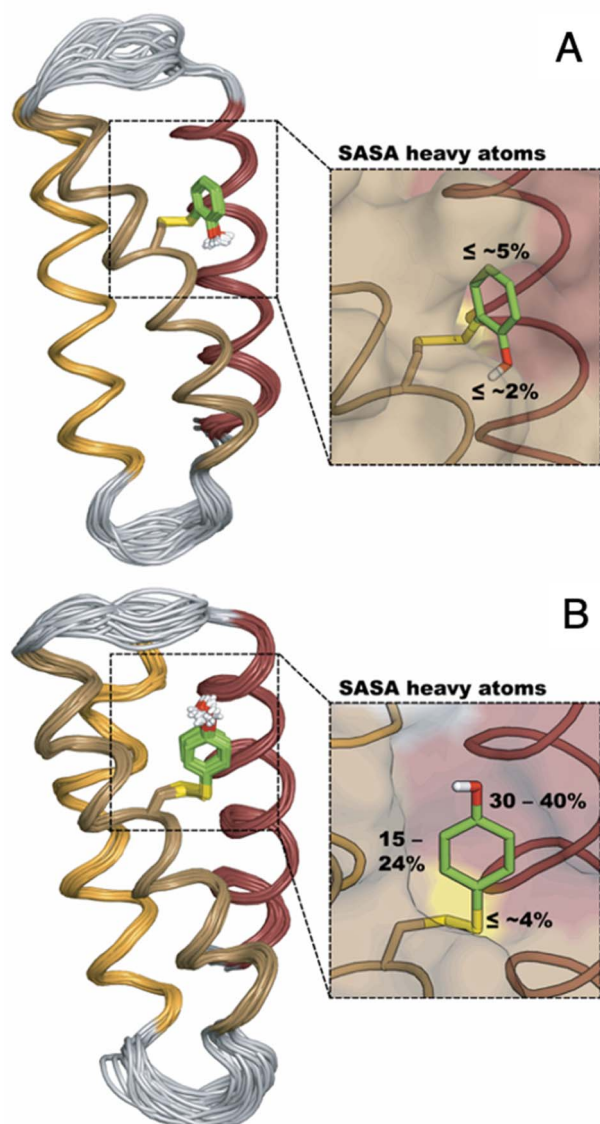 A
SASA heavy atoms
≤ ~5%
≤ ~2%
B
SASA heavy atoms
30 – 40%
15 –
24%
≤ ~4%